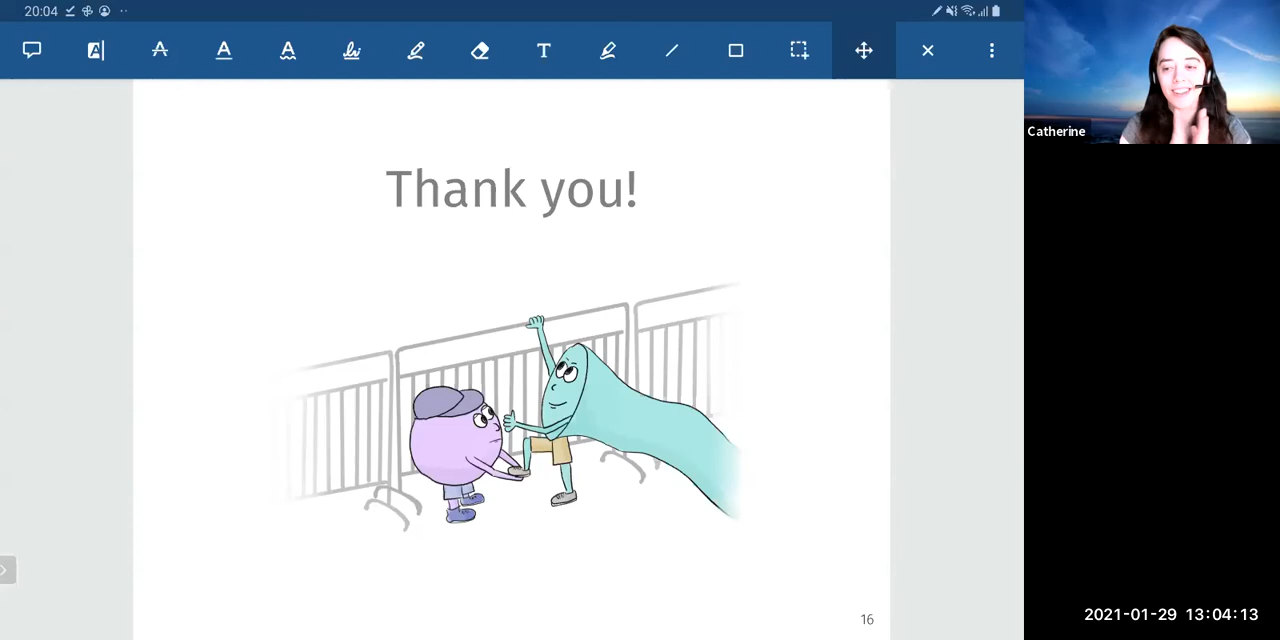 20:04
T
Catherine
Thank you!
16
2021-01-29 13:04:13